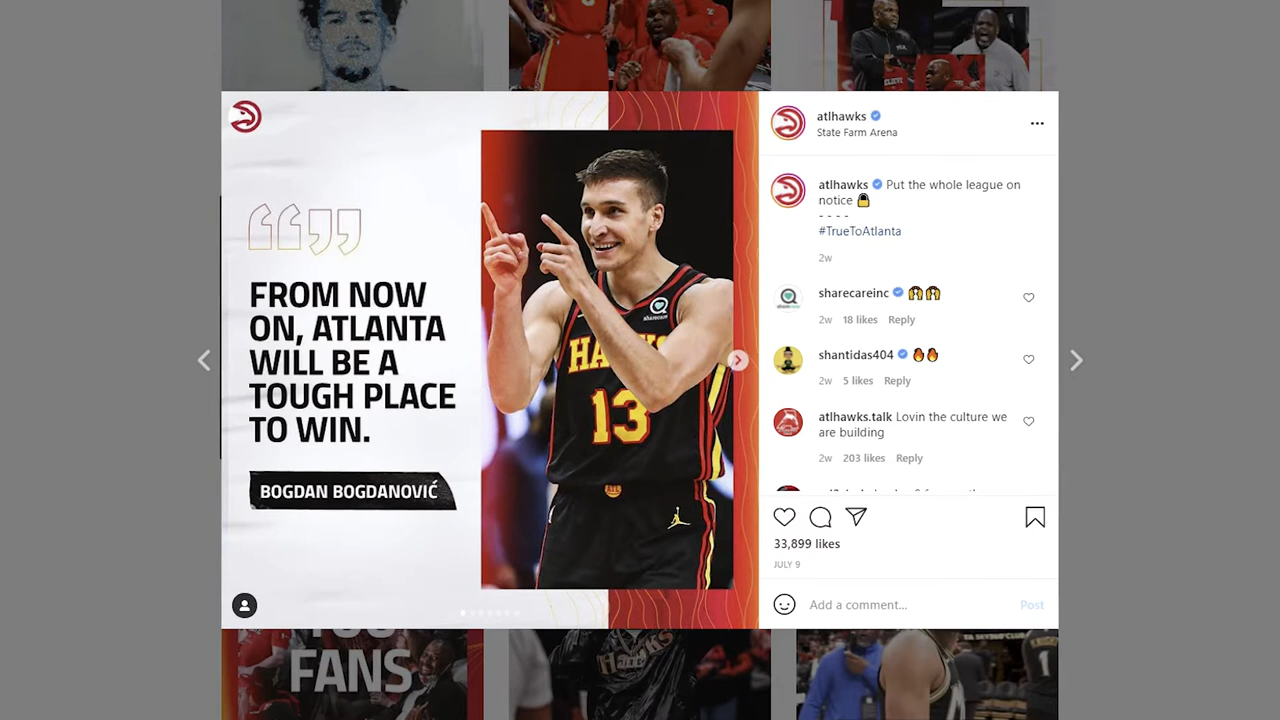 FROM NOW
ON, ATLANTA
WILL BE A
TOUGH PLACE
TO WIN.
BOGDAN BOGDANOVIĆ
HAWKS
13
ATL
sharecare
atlhawks
State Farm Arena
atlhawks Put the whole league on
notice
- - - -
#TrueToAtlanta
2w
sharecareinc
2w 18 likes Reply
shantidas404
2w 5 likes Reply
atlhawks.talk Lovin the culture we
are building
2w 203 likes Reply
33,899 likes
JULY 9
Add a comment... Post
FANS
Hawks